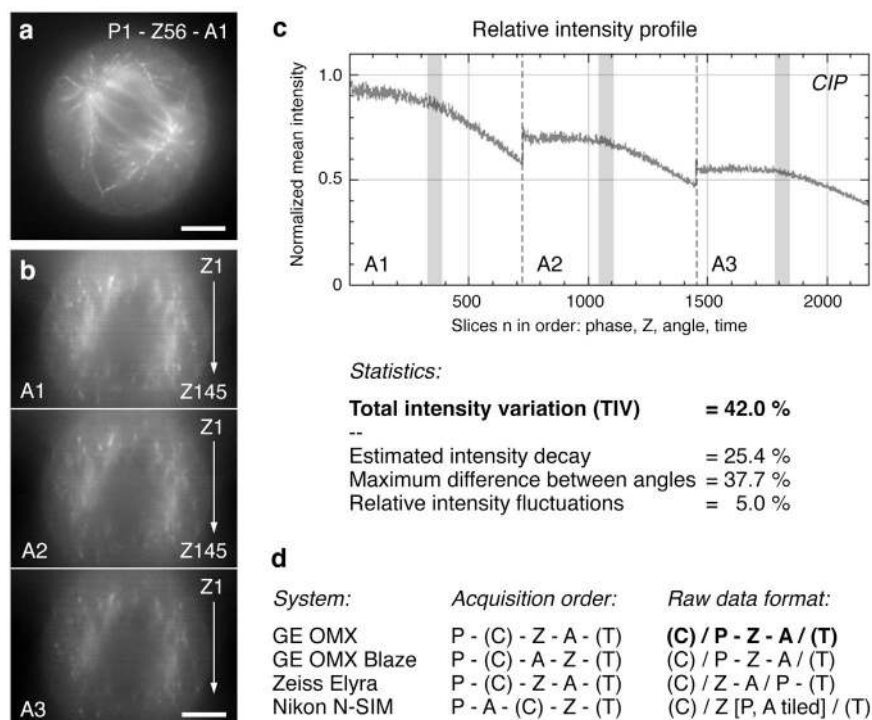 a
P1 - Z56 - A1
b
Z1
A1
Z145
Z1
A2
Z145
Z1
A3
c
Relative intensity profile
Normalized mean intensity
1.0
0.5
0
CIP
A1
A2
A3
500
1000
1500
2000
Slices n in order: phase, Z, angle, time
Statistics:
Total intensity variation (TIV) = 42.0 %
--
Estimated intensity decay = 25.4 %
Maximum difference between angles = 37.7 %
Relative intensity fluctuations = 5.0 %
d
System: Acquisition order: Raw data format:
GE OMX P - (C) - Z - A - (T) (C) / P - Z - A / (T)
GE OMX Blaze P - (C) - A - Z - (T) (C) / P - Z - A / (T)
Zeiss Elyra P - (C) - Z - A - (T) (C) / Z - A / P - (T)
Nikon N-SIM P - A - (C) - Z - (T) (C) / Z [P, A tiled] / (T)